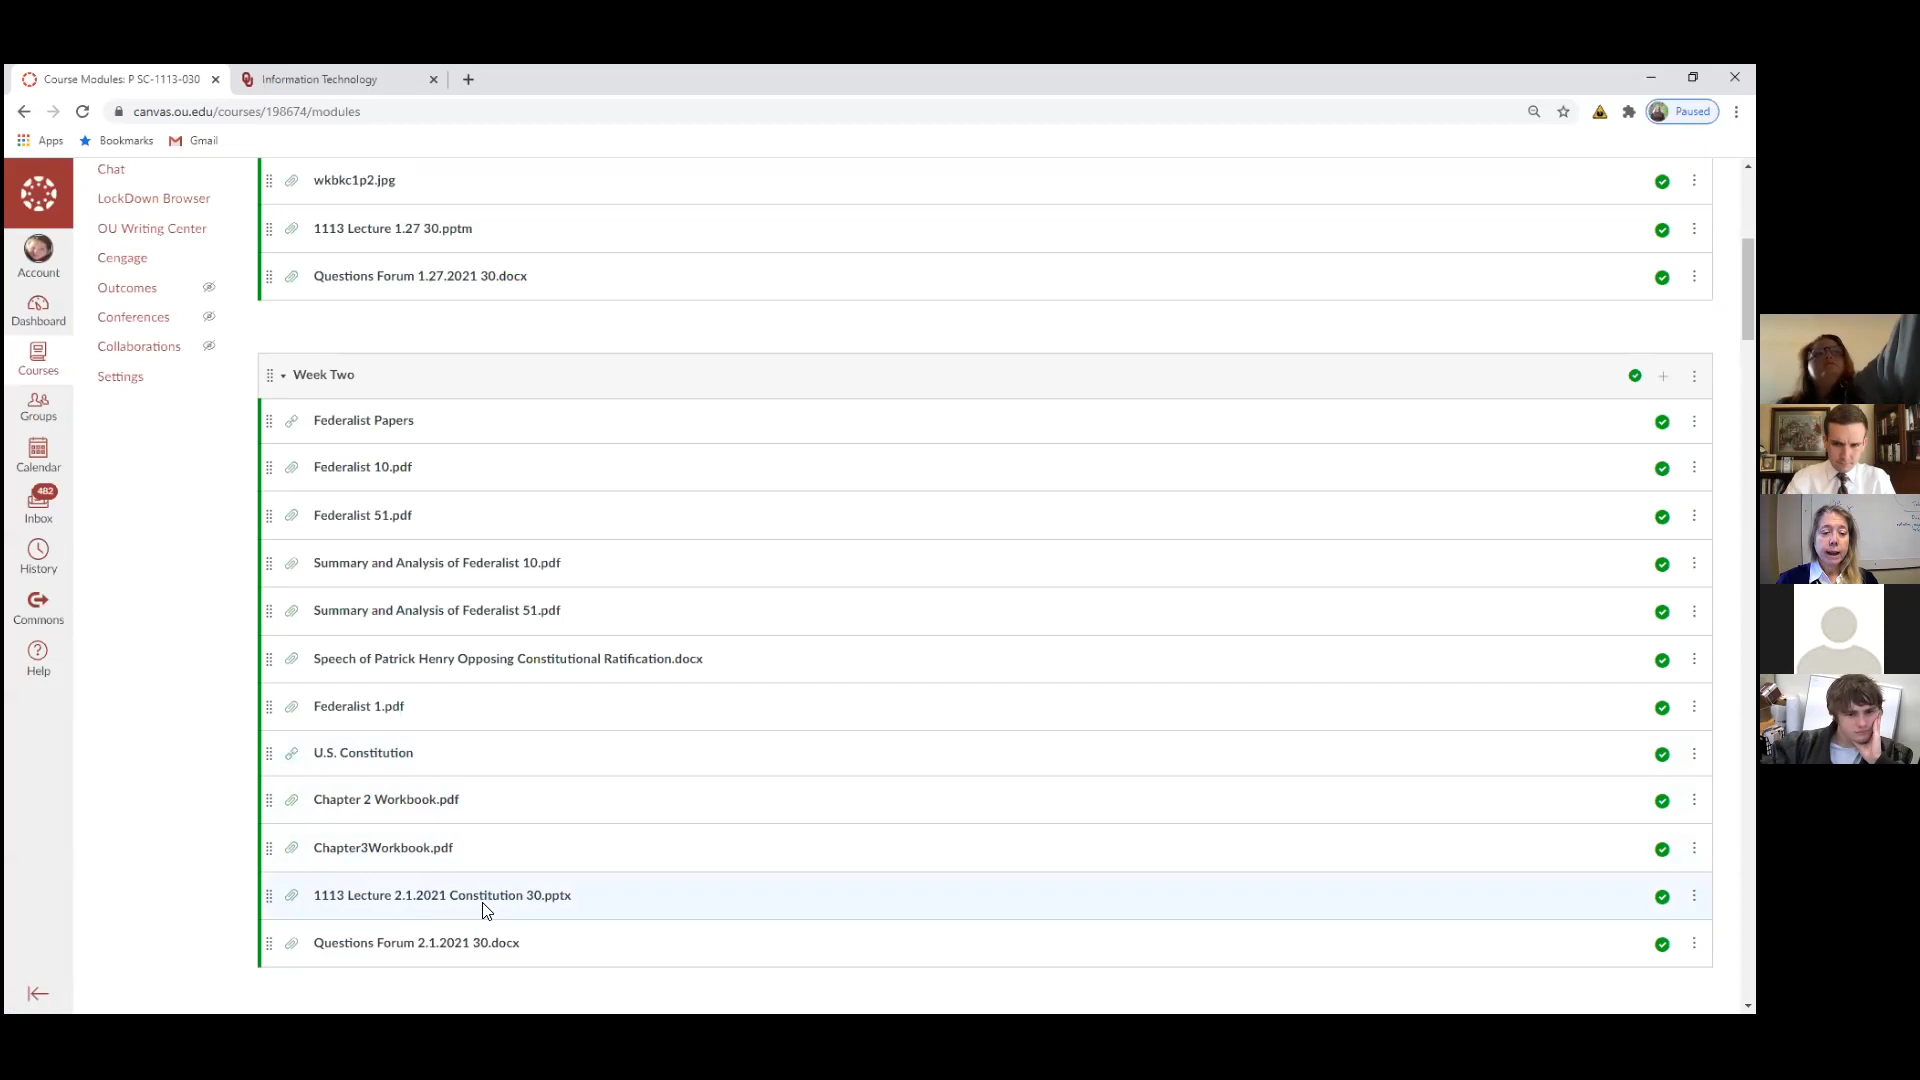 Course Modules: P SC-1113-030
Information Technology
canvas.ou.edu/courses/198674/modules
Paused
Apps
Bookmarks
Gmail
Chat
LockDown Browser
OU Writing Center
Cengage
Outcomes
Conferences
Collaborations
Settings
Account
Dashboard
Courses
Groups
Calendar
482
Inbox
History
Commons
Help
wkbkc1p2.jpg
1113 Lecture 1.27 30.pptm
Questions Forum 1.27.2021 30.docx
Week Two
Federalist Papers
Federalist 10.pdf
Federalist 51.pdf
Summary and Analysis of Federalist 10.pdf
Summary and Analysis of Federalist 51.pdf
Speech of Patrick Henry Opposing Constitutional Ratification.docx
Federalist 1.pdf
U.S. Constitution
Chapter 2 Workbook.pdf
Chapter3Workbook.pdf
1113 Lecture 2.1.2021 Constitution 30.pptx
Questions Forum 2.1.2021 30.docx